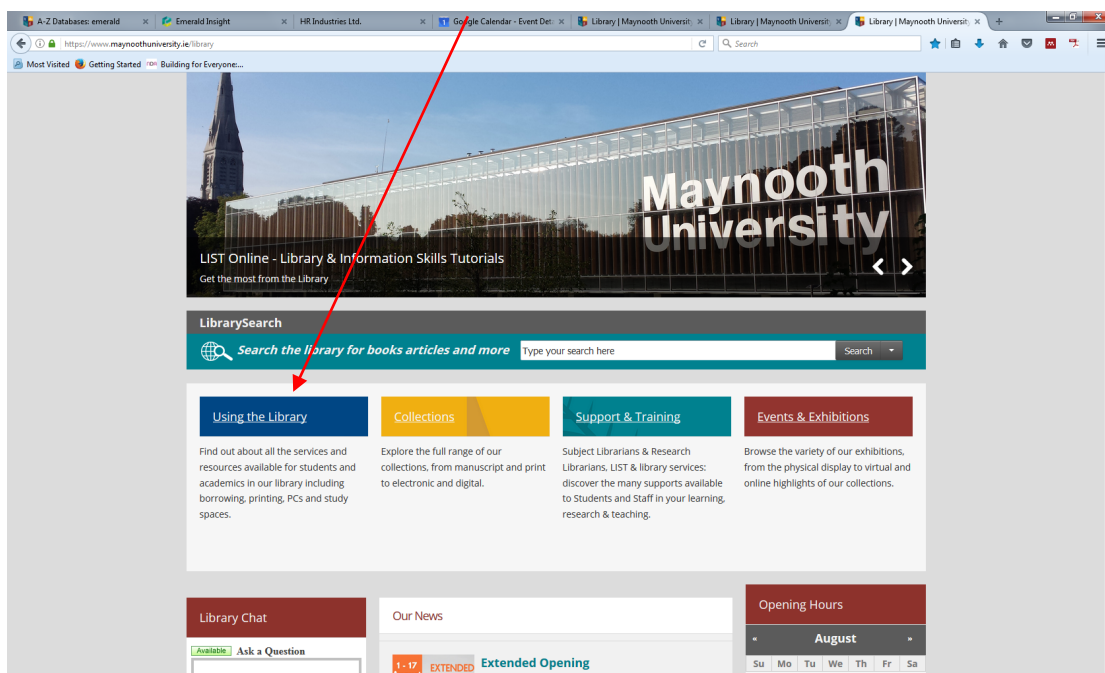 A-Z Databases: emerald
Emerald Insight
HR Industries Ltd.
Google Calendar - Event Deta
Library | Maynooth Universit
Library | Maynooth Universit
Library | Maynooth Universit
https://www.maynoothuniversity.ie/library
Search
Most Visited
Getting Started
Building for Everyone:...
Maynooth
University
LIST Online - Library & Information Skills Tutorials
Get the most from the Library
LibrarySearch
Search the library for books articles and more
Type your search here
Search
Using the Library
Find out about all the services and
resources available for students and
academics in our library including
borrowing, printing, PCs and study
spaces.
Collections
Explore the full range of our
collections, from manuscript and print
to electronic and digital.
Support & Training
Subject Librarians & Research
Librarians, LIST & library services:
discover the many supports available
to Students and Staff in your learning,
research & teaching.
Events & Exhibitions
Browse the variety of our exhibitions,
from the physical display to virtual and
online highlights of our collections.
Library Chat
Available Ask a Question
Our News
1 - 17
EXTENDED
Extended Opening
Opening Hours
« August »
Su Mo Tu We Th Fr Sa